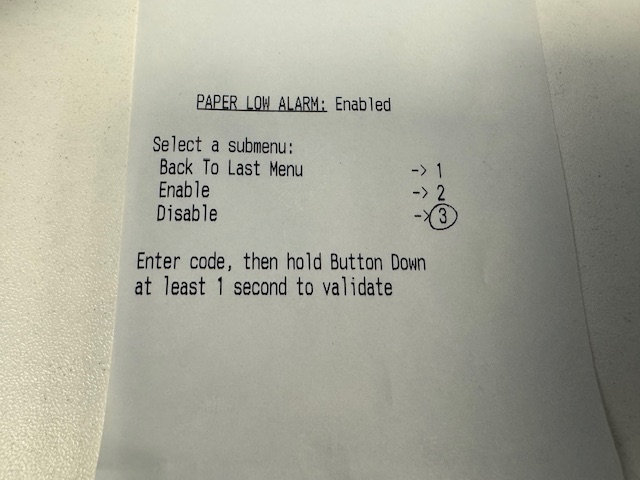 PAPER LOW ALARM: Enabled
Select a submenu:
Back To Last Menu -> 1
Enable -> 2
Disable -> 3
Enter code, then hold Button Down
at least 1 second to validate